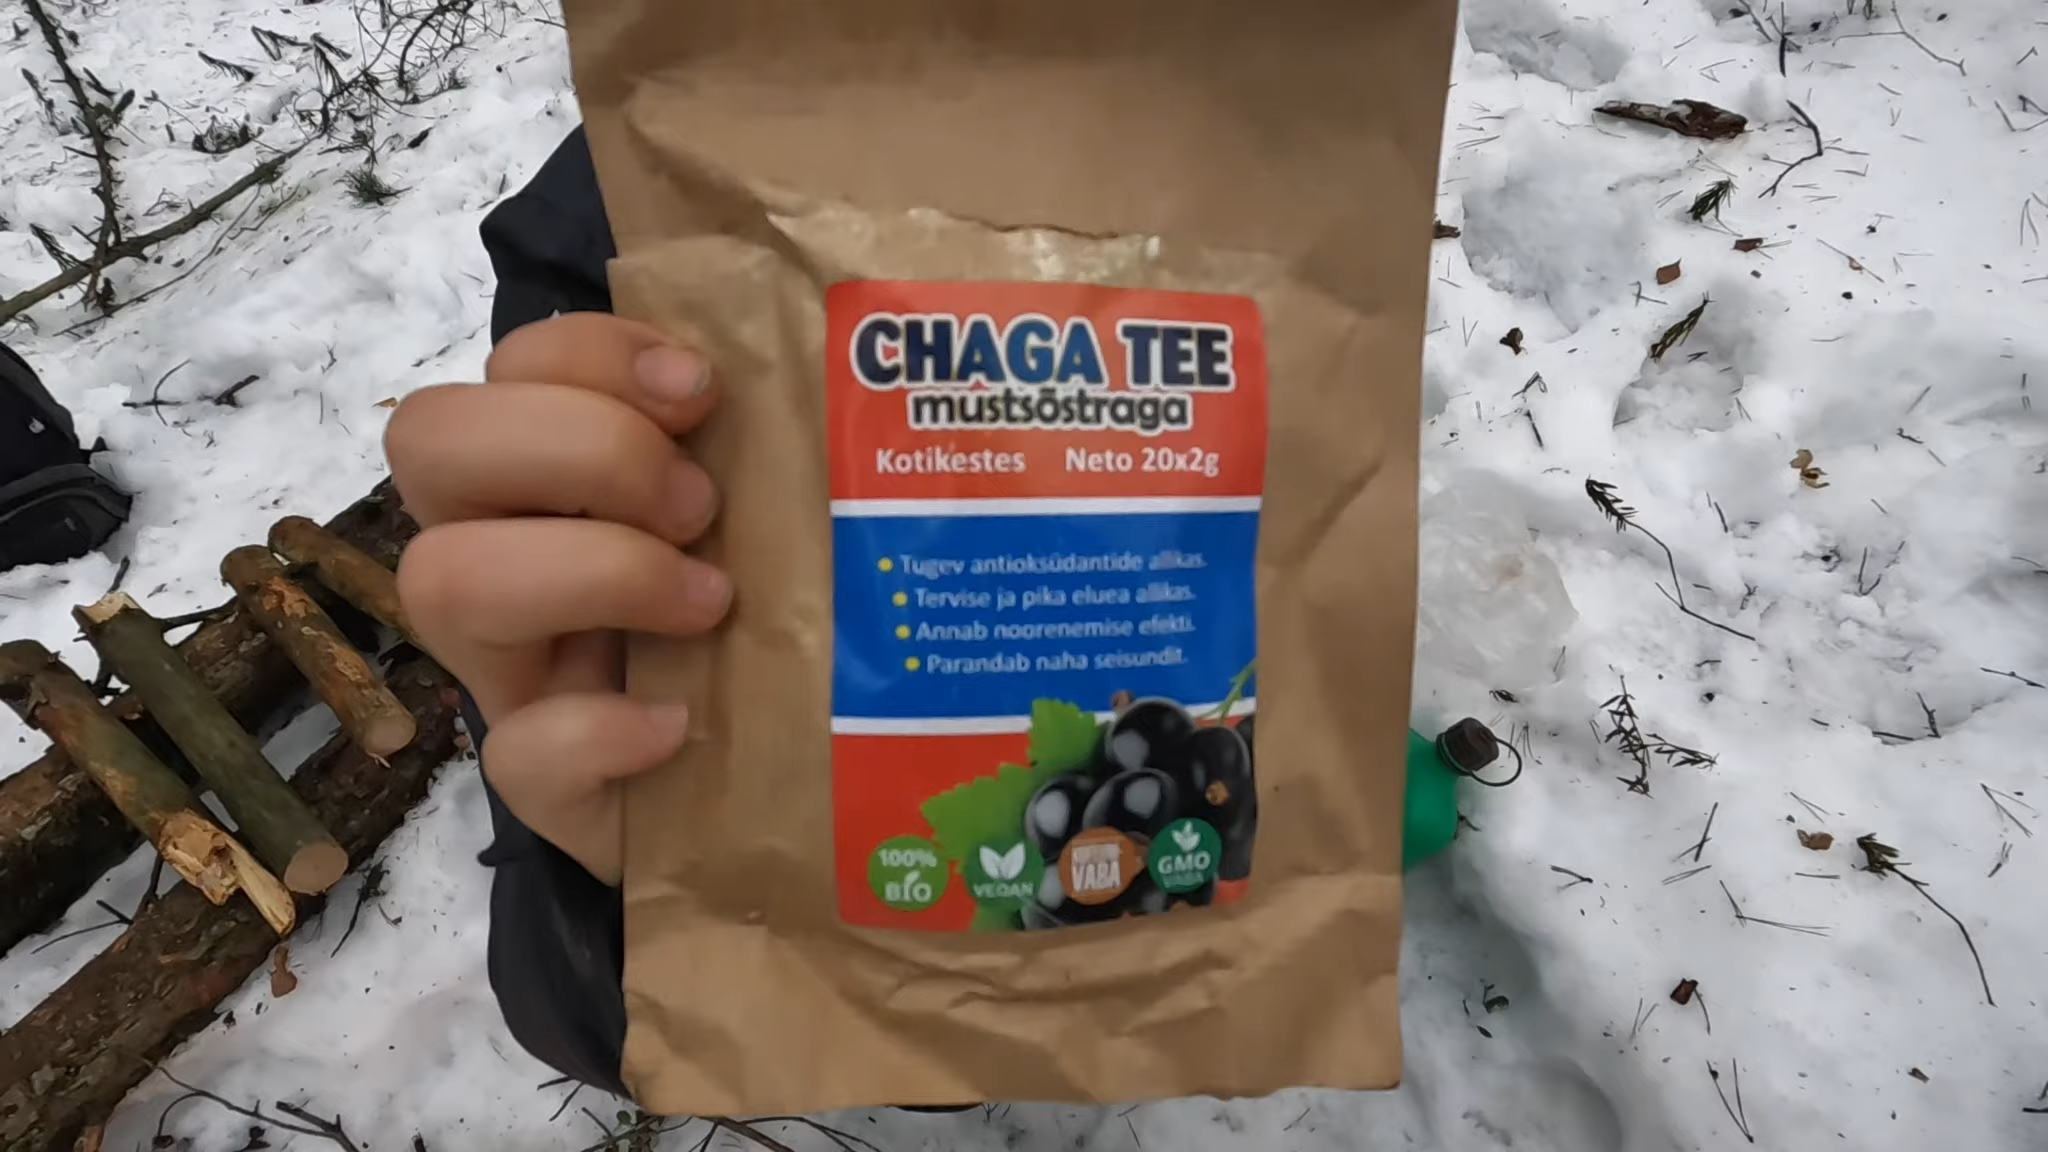 CHAGA TEE
mustsõstraga
Kotikestes Neto 20x2g
Tugev antioksüdantide allikas.
Tervise ja pika eluea allikas.
Annab noorenemise efekti.
Parandab naha seisundit.
100%
BIO
VEGAN
VABA
GMO
VABA